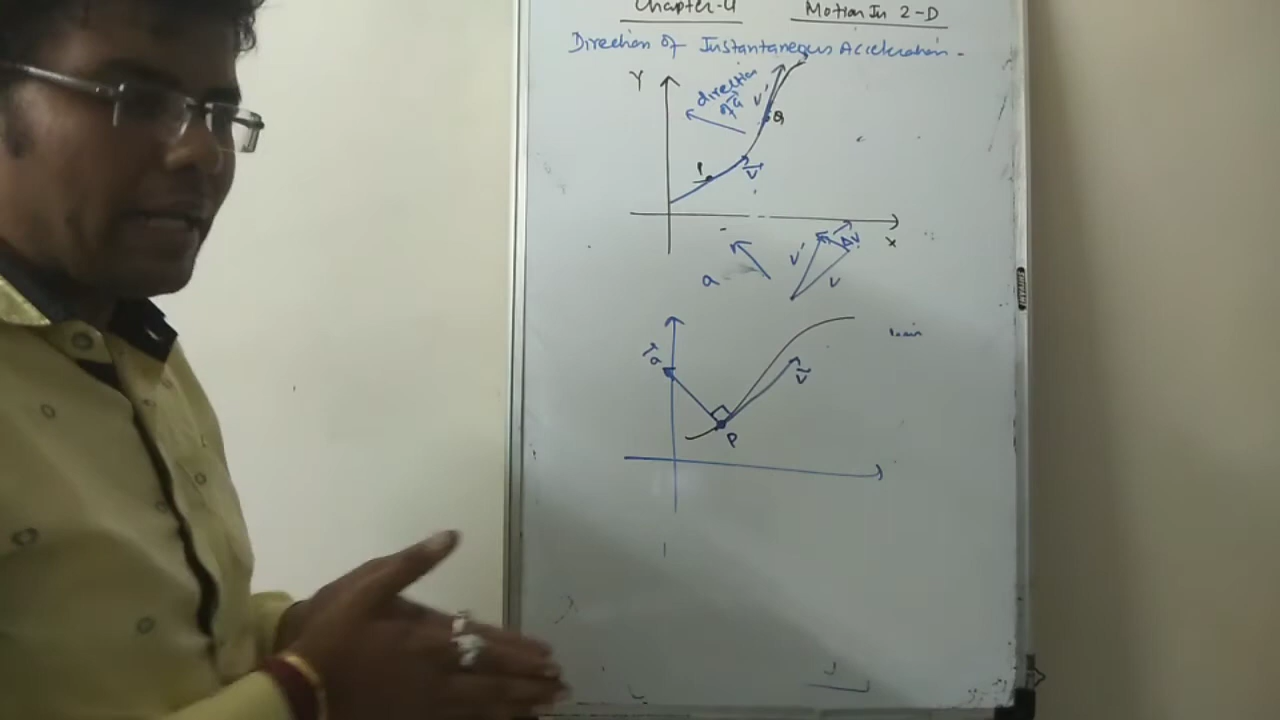 Chapter-4 Motion In 2-D
Direction of Instantaneous Acceleration -
Y
direction
of a⃗
v'
Q
P
v⃗
X
a
v'
Δv⃗
v
a⃗
v⃗
P